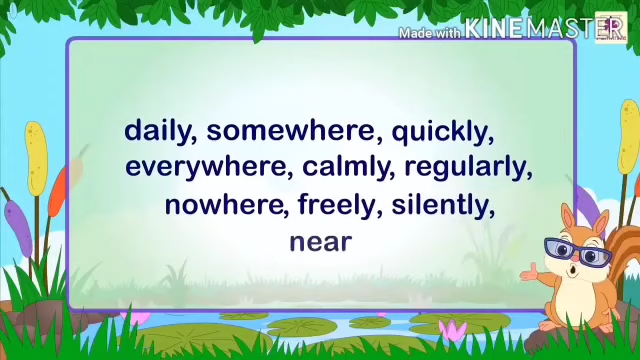 Made with KINEMASTER
daily, somewhere, quickly,
everywhere, calmly, regularly,
nowhere, freely, silently,
near